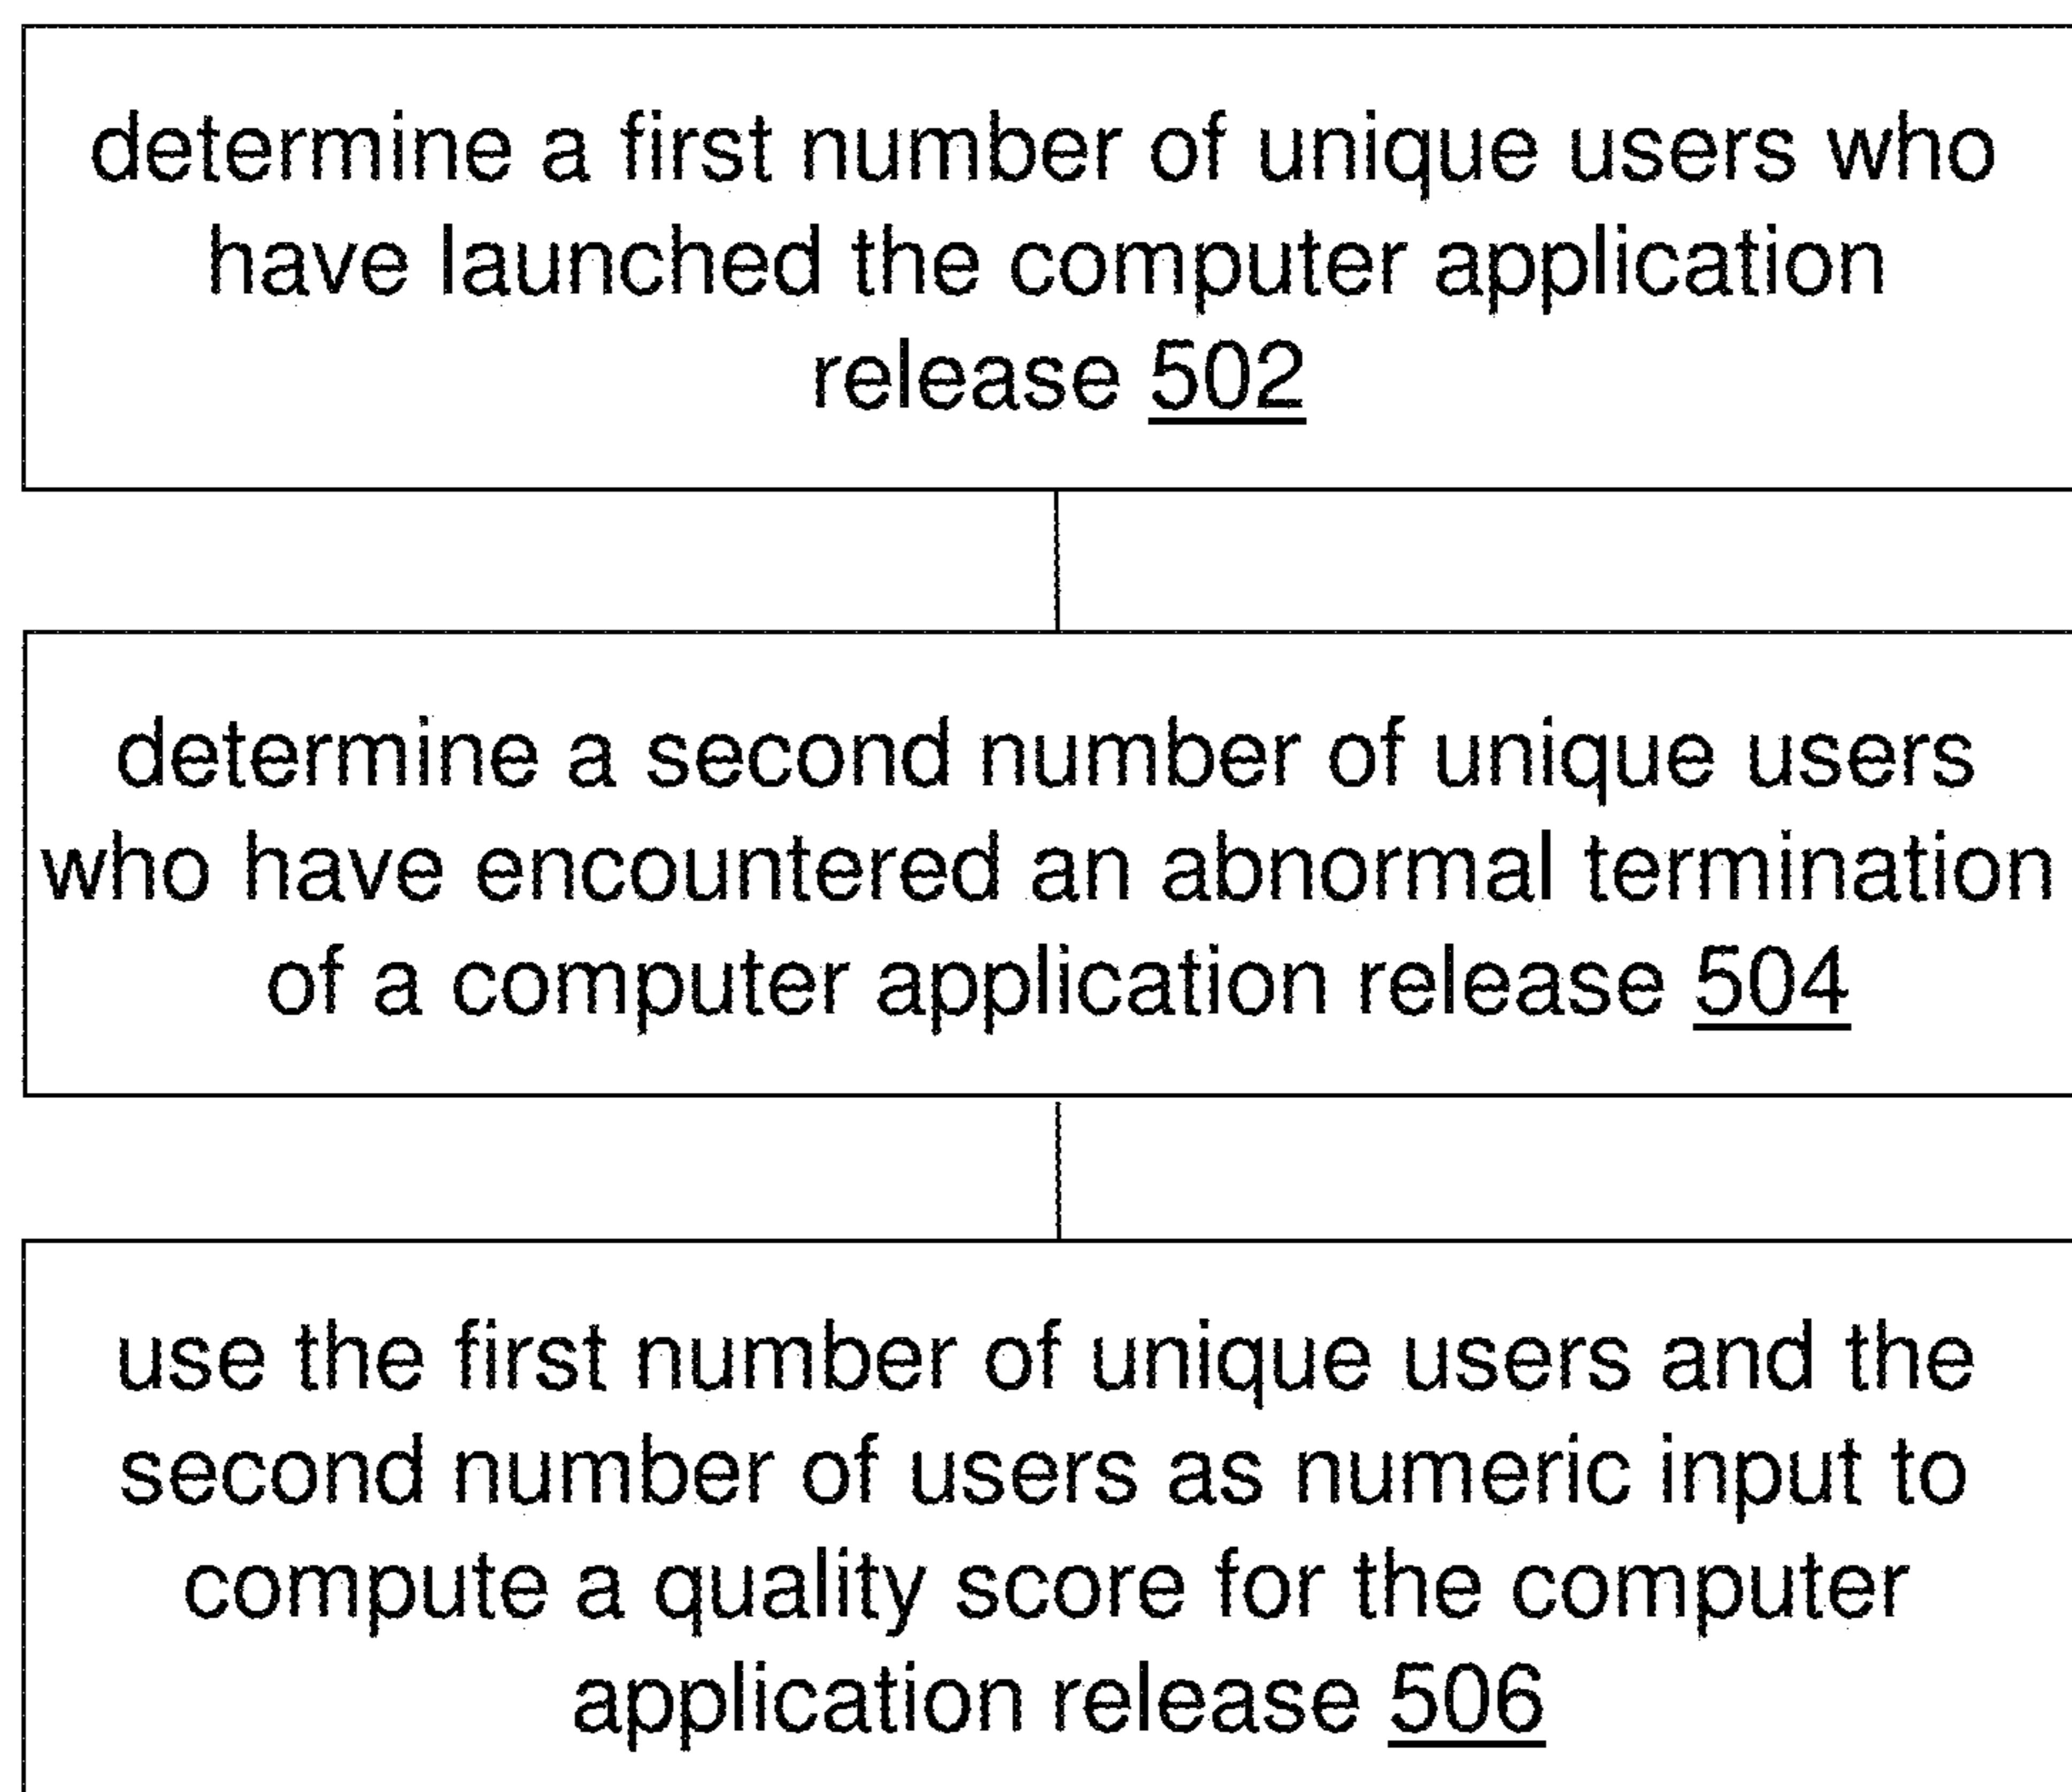 determine a first number of unique users who
have launched the computer application
release 502
determine a second number of unique users
who have encountered an abnormal termination
of a computer application release 504
use the first number of unique users and the
second number of users as numeric input to
compute a quality score for the computer
application release 506